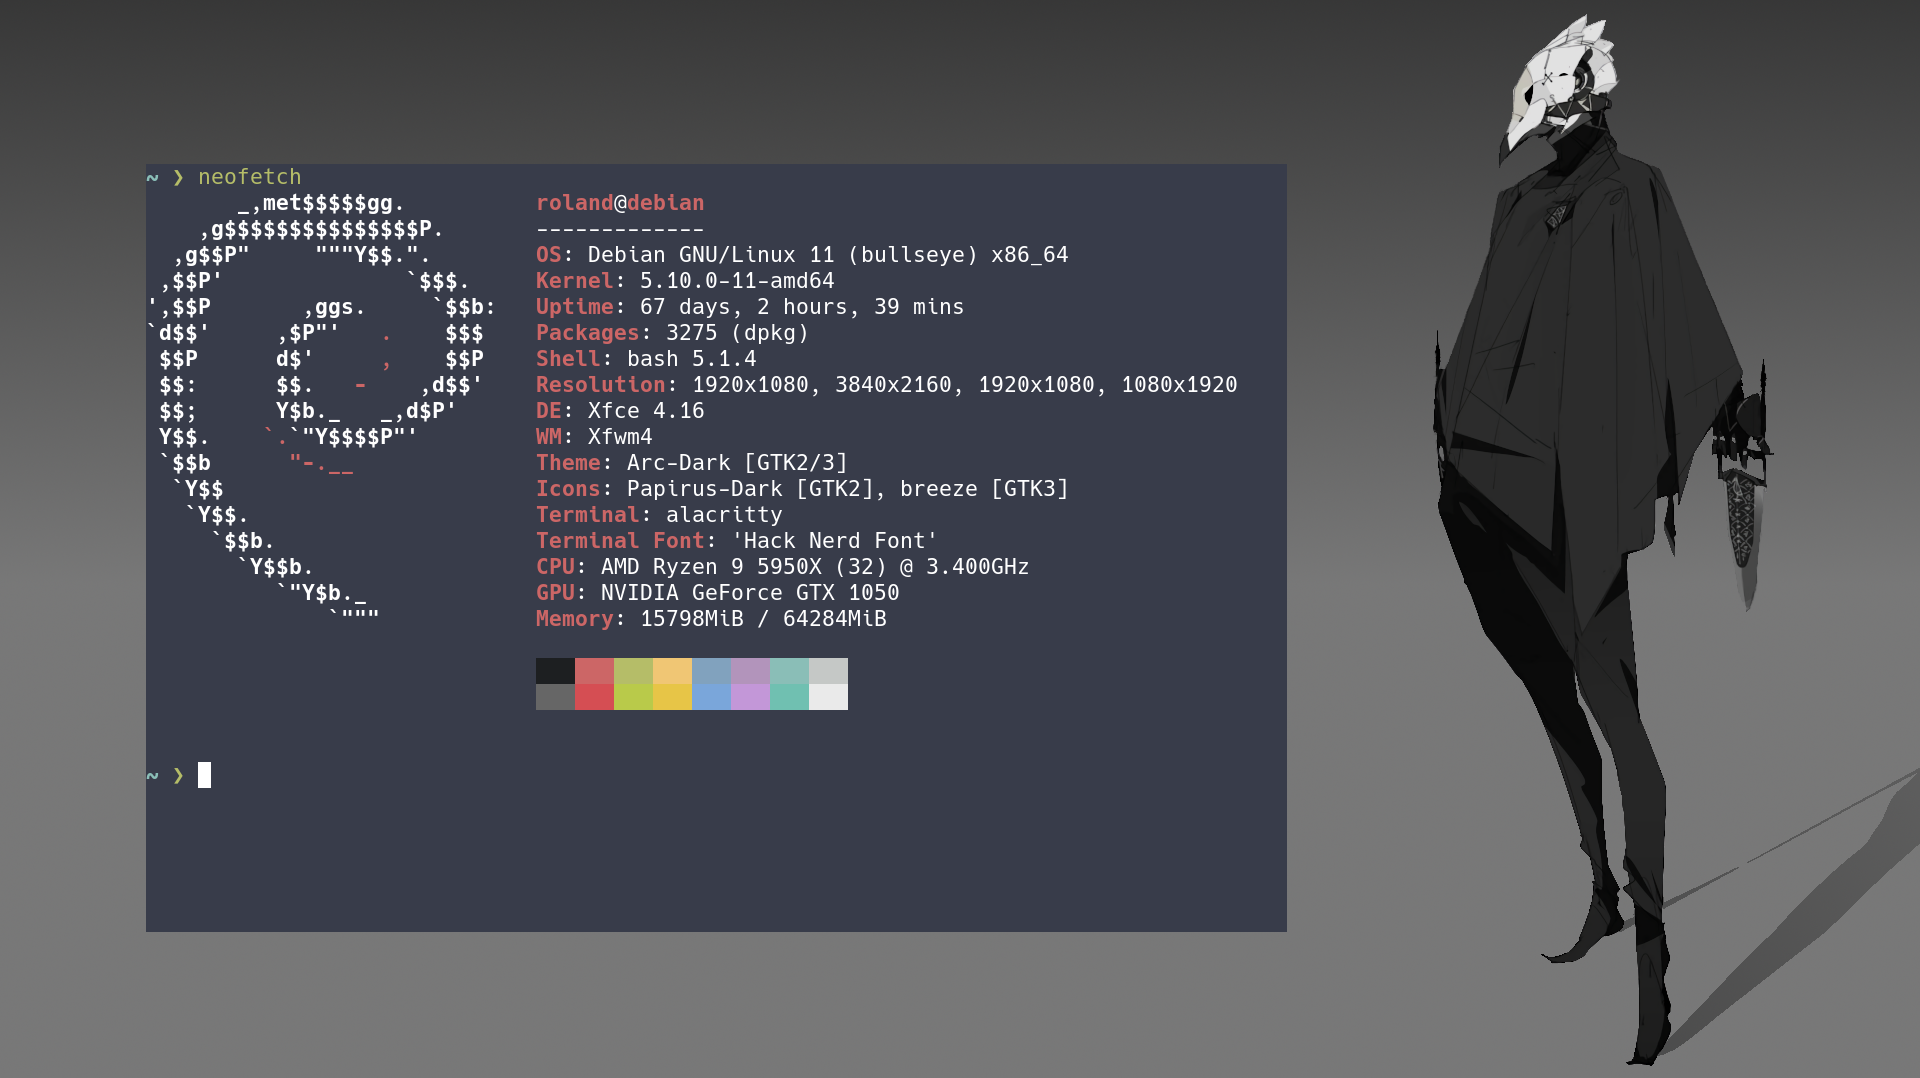 ~ ❯ neofetch
       _,met$$$$$gg.          roland@debian
    ,g$$$$$$$$$$$$$$$P.       -------------
  ,g$$P"     """Y$$.".        OS: Debian GNU/Linux 11 (bullseye) x86_64
 ,$$P'              `$$$.     Kernel: 5.10.0-11-amd64
',$$P       ,ggs.     `$$b:   Uptime: 67 days, 2 hours, 39 mins
`d$$'     ,$P"'   .    $$$    Packages: 3275 (dpkg)
 $$P      d$'     ,    $$P    Shell: bash 5.1.4
 $$:      $$.   -    ,d$$'    Resolution: 1920x1080, 3840x2160, 1920x1080, 1080x1920
 $$;      Y$b._   _,d$P'      DE: Xfce 4.16
 Y$$.    `.`"Y$$$$P"'         WM: Xfwm4
 `$$b      "-.__              Theme: Arc-Dark [GTK2/3]
  `Y$$                        Icons: Papirus-Dark [GTK2], breeze [GTK3]
   `Y$$.                      Terminal: alacritty
     `$$b.                    Terminal Font: 'Hack Nerd Font'
       `Y$$b.                 CPU: AMD Ryzen 9 5950X (32) @ 3.400GHz
          `"Y$b._             GPU: NVIDIA GeForce GTX 1050
              `"""            Memory: 15798MiB / 64284MiB
~ ❯